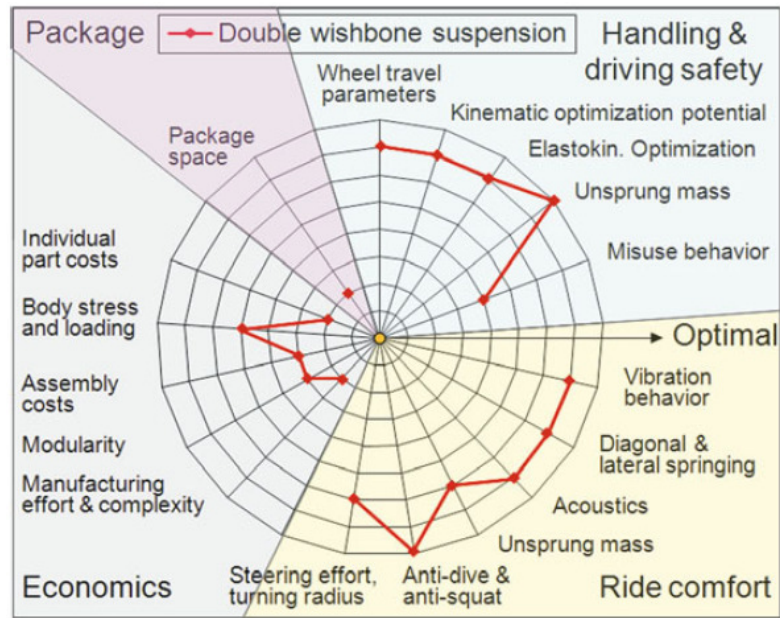 Package
Double wishbone suspension
Handling &
driving safety
Wheel travel
parameters
Kinematic optimization potential
Elastokin. Optimization
Unsprung mass
Misuse behavior
Package
space
Individual
part costs
Body stress
and loading
Assembly
costs
Modularity
Manufacturing
effort & complexity
Economics
Optimal
Vibration
behavior
Diagonal &
lateral springing
Acoustics
Unsprung mass
Anti-dive &
anti-squat
Steering effort,
turning radius
Ride comfort